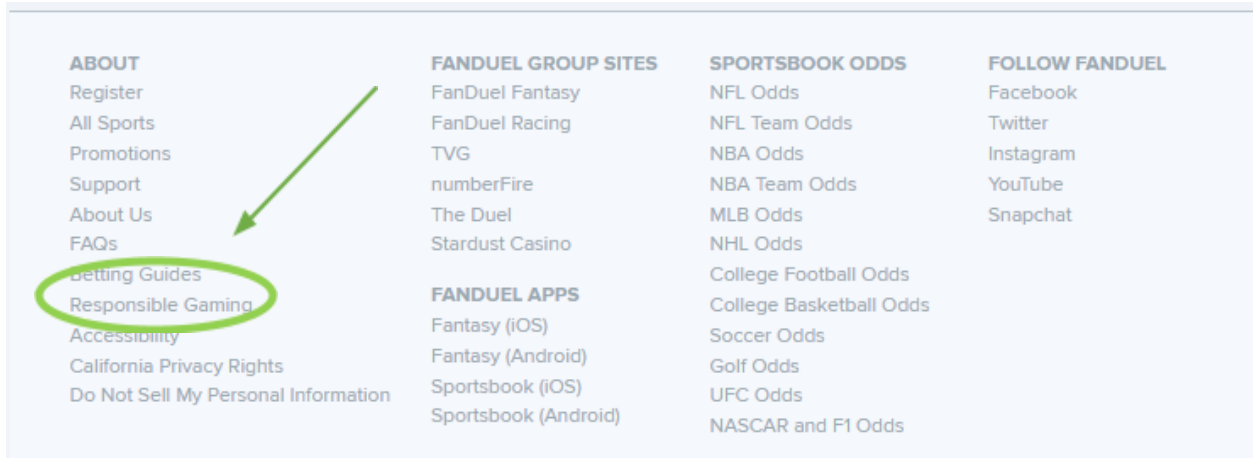 ABOUT
Register
All Sports
Promotions
Support
About Us
FAQs
Betting Guides
Responsible Gaming
Accessibility
California Privacy Rights
Do Not Sell My Personal Information
FANDUEL GROUP SITES
FanDuel Fantasy
FanDuel Racing
TVG
numberFire
The Duel
Stardust Casino
FANDUEL APPS
Fantasy (iOS)
Fantasy (Android)
Sportsbook (iOS)
Sportsbook (Android)
SPORTSBOOK ODDS
NFL Odds
NFL Team Odds
NBA Odds
NBA Team Odds
MLB Odds
NHL Odds
College Football Odds
College Basketball Odds
Soccer Odds
Golf Odds
UFC Odds
NASCAR and F1 Odds
FOLLOW FANDUEL
Facebook
Twitter
Instagram
YouTube
Snapchat